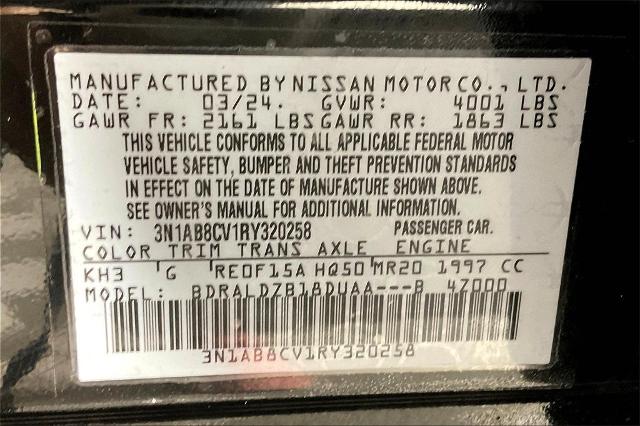 MANUFACTURED BY NISSAN MOTOR CO., LTD.
DATE: 03/24. GVWR: 4001 LBS
GAWR FR: 2161 LBS GAWR RR: 1863 LBS
THIS VEHICLE CONFORMS TO ALL APPLICABLE FEDERAL MOTOR
VEHICLE SAFETY, BUMPER AND THEFT PREVENTION STANDARDS
IN EFFECT ON THE DATE OF MANUFACTURE SHOWN ABOVE.
SEE OWNER'S MANUAL FOR ADDITIONAL INFORMATION.
VIN: 3N1AB8CV1RY320258 PASSENGER CAR.
COLOR TRIM TRANS AXLE ENGINE
KH3 G RE0F15A HQ50 MR20 1997 CC
MODEL: BDRALDZB18DUAA---B 47000
3N1AB8CV1RY320258